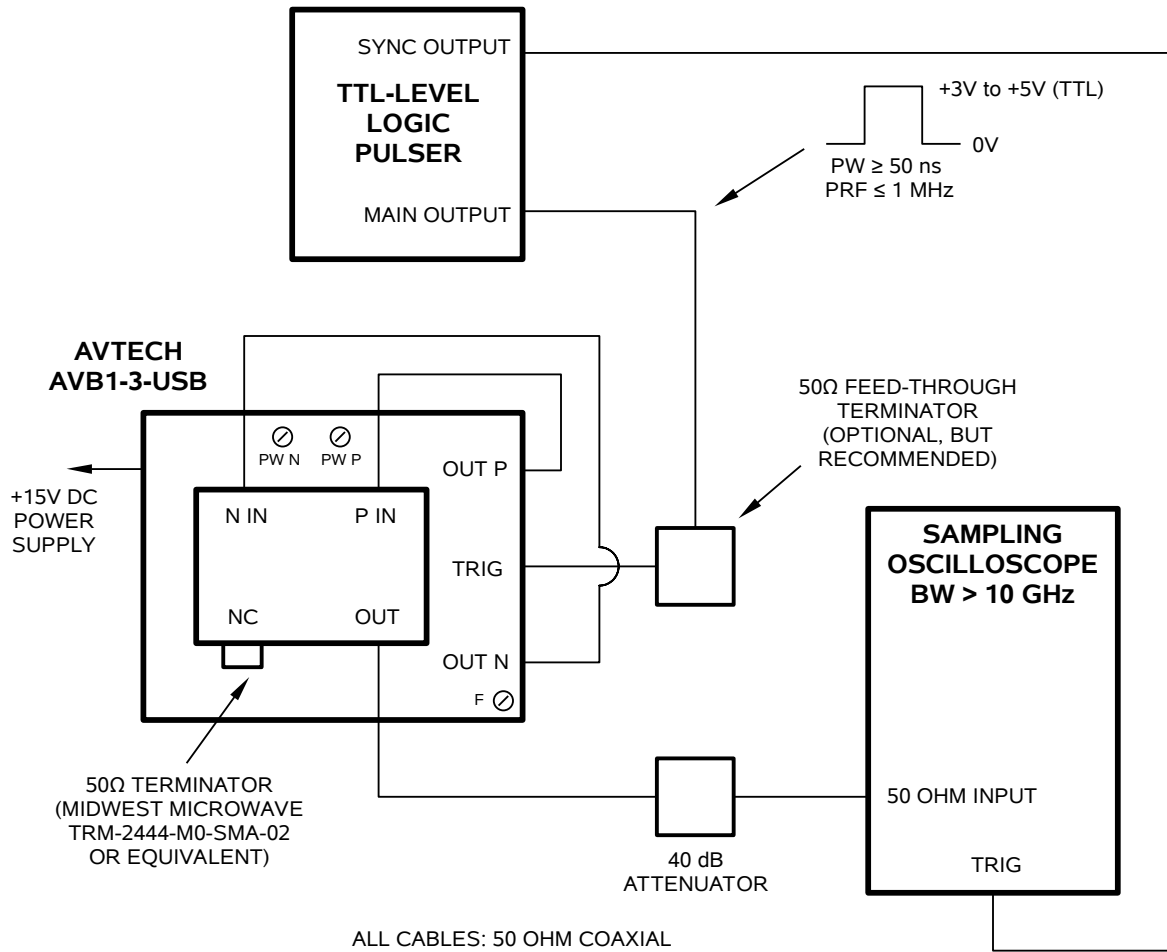 SYNC OUTPUT
TTL-LEVEL
LOGIC
PULSER
MAIN OUTPUT
+3V to +5V (TTL)
0V
PW ≥ 50 ns
PRF ≤ 1 MHz
AVTECH
AVB1-3-USB
50Ω FEED-THROUGH
TERMINATOR
(OPTIONAL, BUT
RECOMMENDED)
PW N
PW P
OUT P
+15V DC
POWER
SUPPLY
N IN
P IN
TRIG
NC
OUT
OUT N
F
SAMPLING
OSCILLOSCOPE
BW > 10 GHz
50 OHM INPUT
TRIG
50Ω TERMINATOR
(MIDWEST MICROWAVE
TRM-2444-M0-SMA-02
OR EQUIVALENT)
40 dB
ATTENUATOR
ALL CABLES: 50 OHM COAXIAL